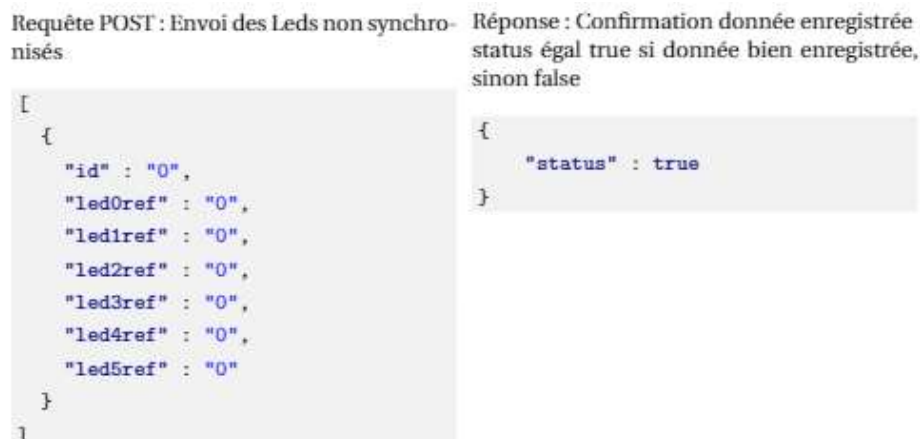 Requête POST : Envoi des Leds non synchro-
nisés
[
  {
    "id" : "0",
    "led0ref" : "0",
    "led1ref" : "0",
    "led2ref" : "0",
    "led3ref" : "0",
    "led4ref" : "0",
    "led5ref" : "0"
  }
]
Réponse : Confirmation donnée enregistrée
status égal true si donnée bien enregistrée,
sinon false
{
    "status" : true
}